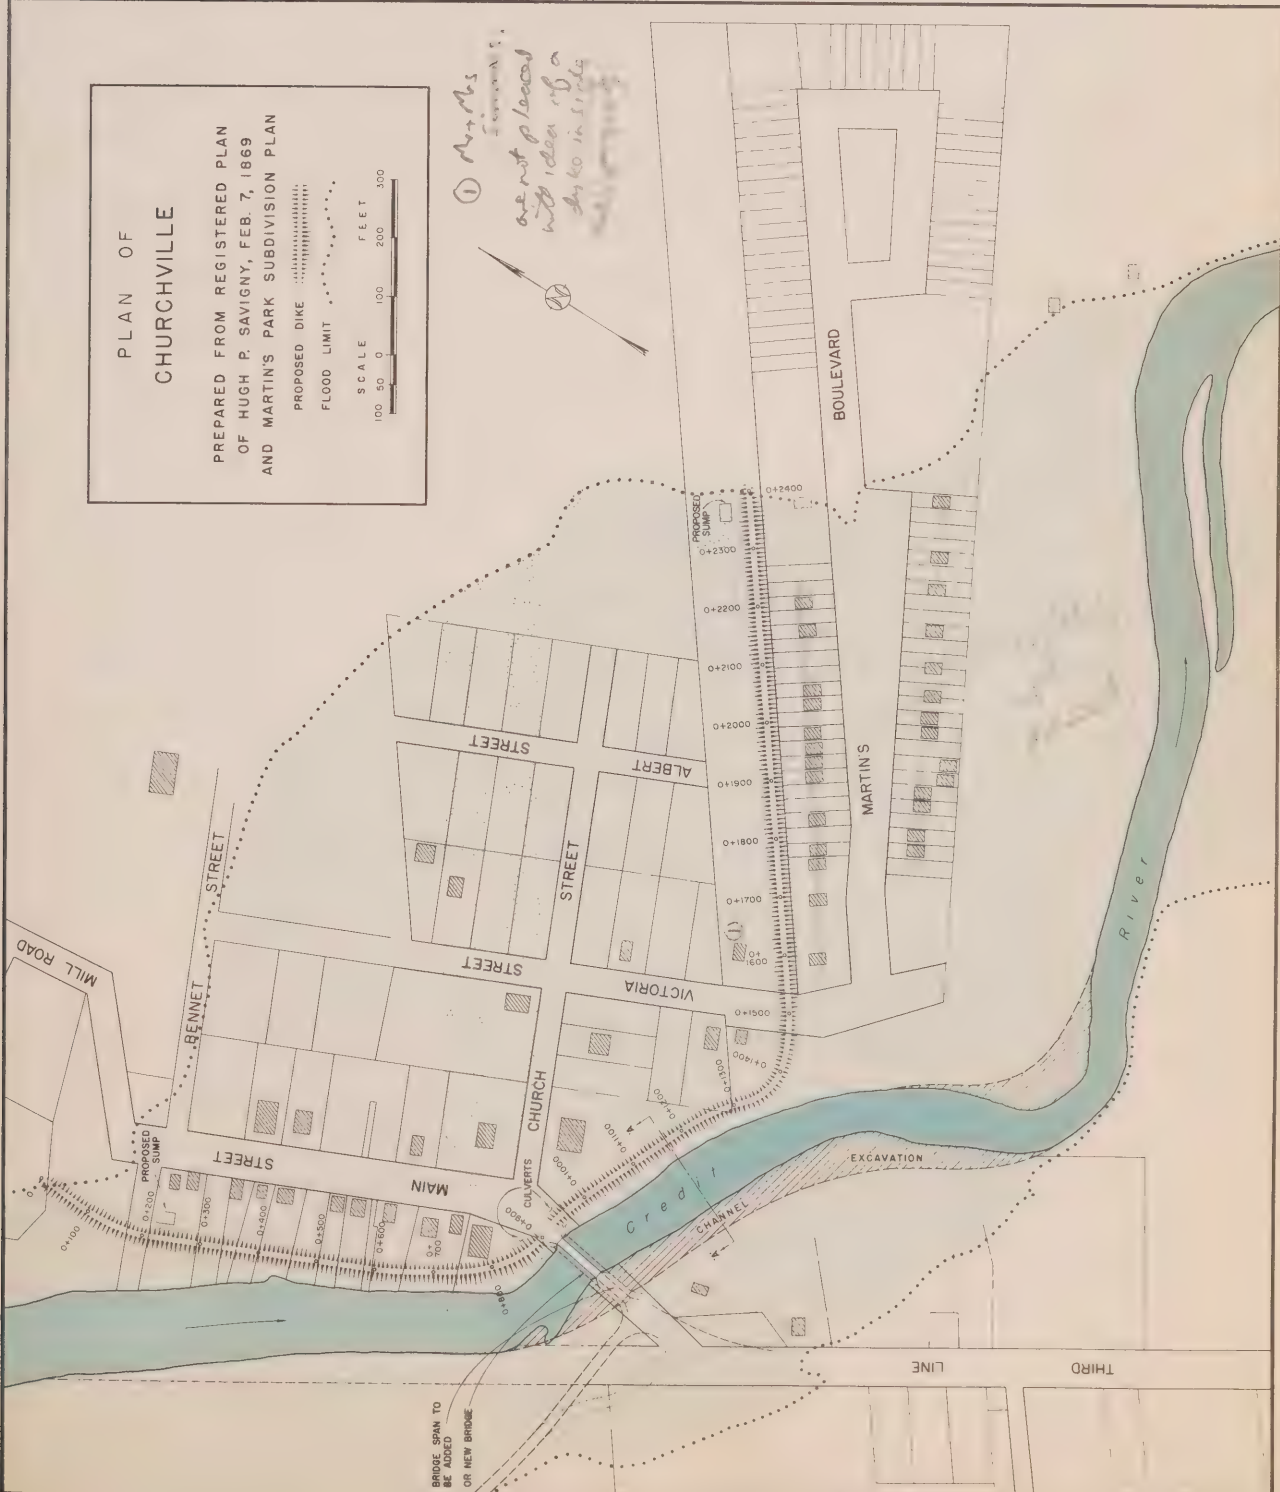 PLAN OF
CHURCHVILLE
PREPARED FROM REGISTERED PLAN
OF HUGH P. SAVIGNY, FEB. 7, 1869
AND MARTIN'S PARK SUBDIVISION PLAN
PROPOSED DIKE
FLOOD LIMIT
SCALE FEET
100 50 0 100 200 300
① Mr + Mrs
are not pleased
with idea of a
dike in
BOULEVARD
MARTINS
PROPOSED
SUMP
0+2400
0+2300
0+2200
0+2100
0+2000
0+1900
0+1800
0+1700
(1)
0+
1600
0+1500
0+1400
0+1300
0+1200
0+1100
0+1000
0+900
0+800
0+
700
0+600
0+500
0+400
0+300
0+200
0+100
0
STREET
ALBERT
STREET
STREET
VICTORIA
STREET
BENNET
MILL ROAD
CHURCH
STREET
MAIN
PROPOSED
SUMP
CULVERTS
A
A
Credit
River
CHANNEL
EXCAVATION
BRIDGE SPAN TO
BE ADDED
OR NEW BRIDGE
THIRD
LINE